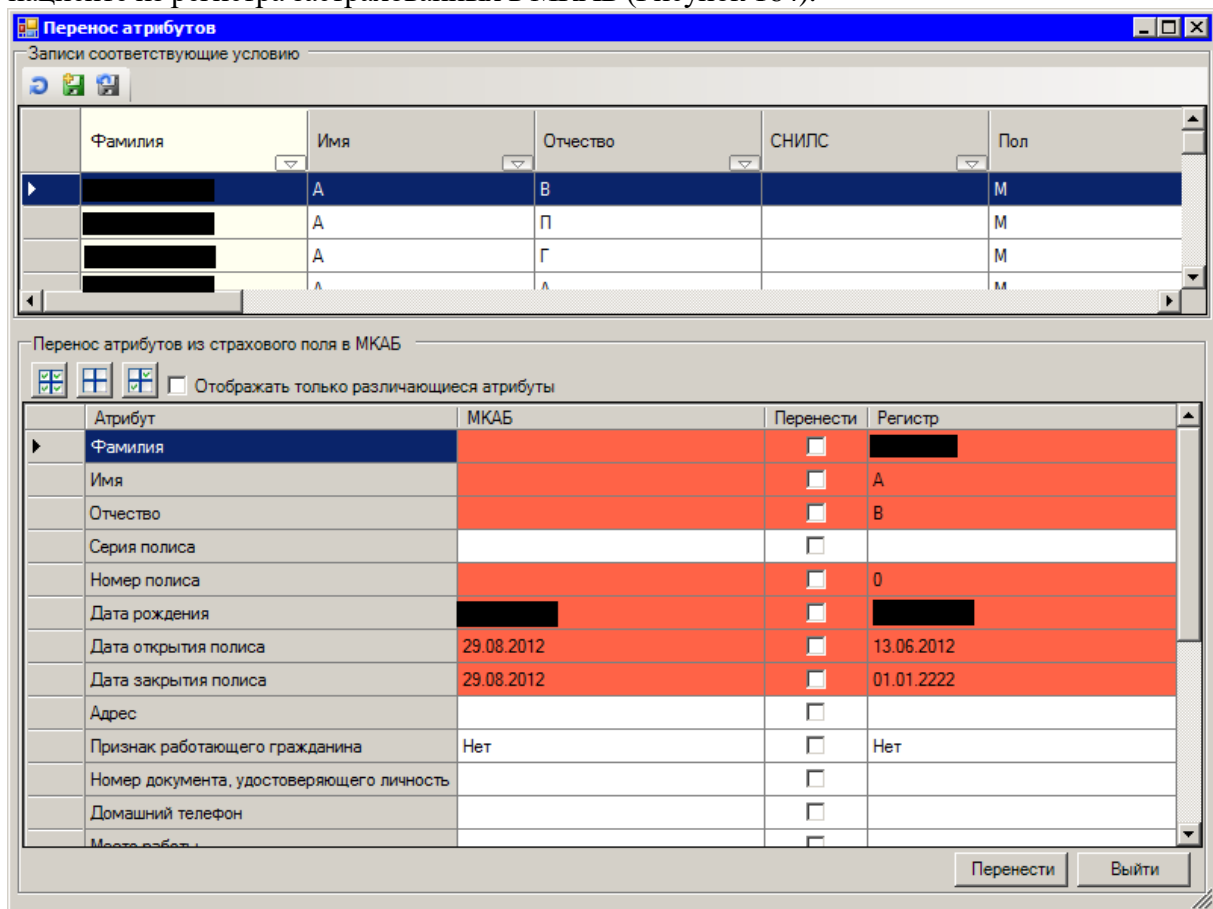 Перенос атрибутов
Записи соответствующие условию
Фамилия Имя Отчество СНИЛС Пол
А В М
А П М
А Г М
А А М
Перенос атрибутов из страхового поля в МКАБ
Отображать только различающиеся атрибуты
Атрибут МКАБ Перенести Регистр
Фамилия
Имя А
Отчество В
Серия полиса
Номер полиса 0
Дата рождения
Дата открытия полиса 29.08.2012 13.06.2012
Дата закрытия полиса 29.08.2012 01.01.2222
Адрес
Признак работающего гражданина Нет Нет
Номер документа, удостоверяющего личность
Домашний телефон
Место работы
Перенести Выйти